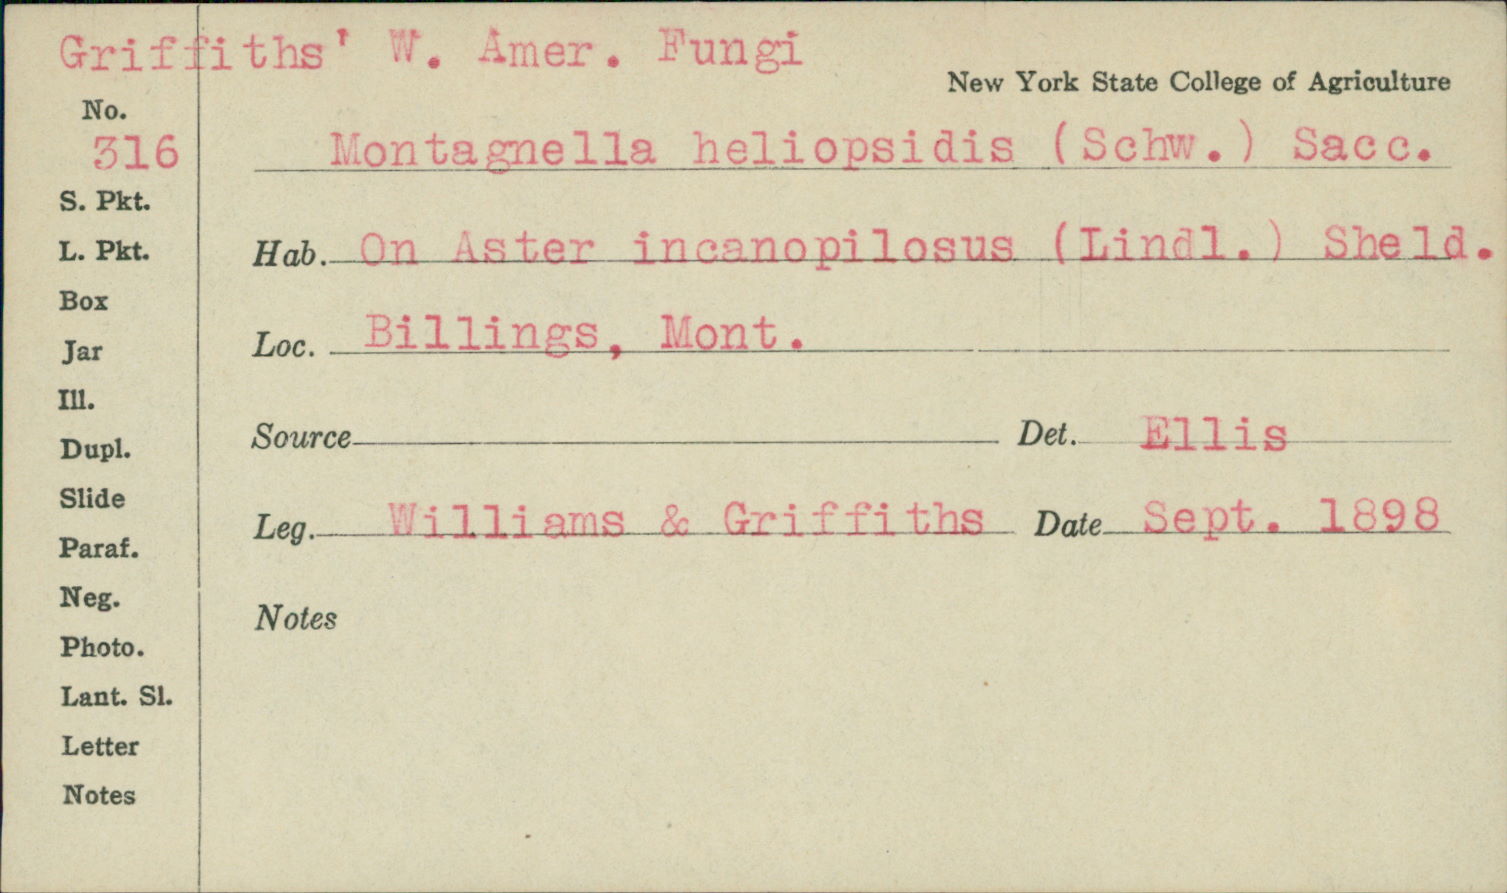 Griffiths' W. Amer. Fungi
New York State College of Agriculture
No.
316
Montagnella heliopsidis (Schw.) Sacc.
S. Pkt.
L. Pkt.
Hab. On Aster incanopilosus (Lindl.) Sheld.
Box
Jar
Loc. Billings, Mont.
Ill.
Dupl.
Source Det. Ellis
Slide
Leg. Williams & Griffiths Date Sept. 1898
Paraf.
Neg.
Notes
Photo.
Lant. Sl.
Letter
Notes